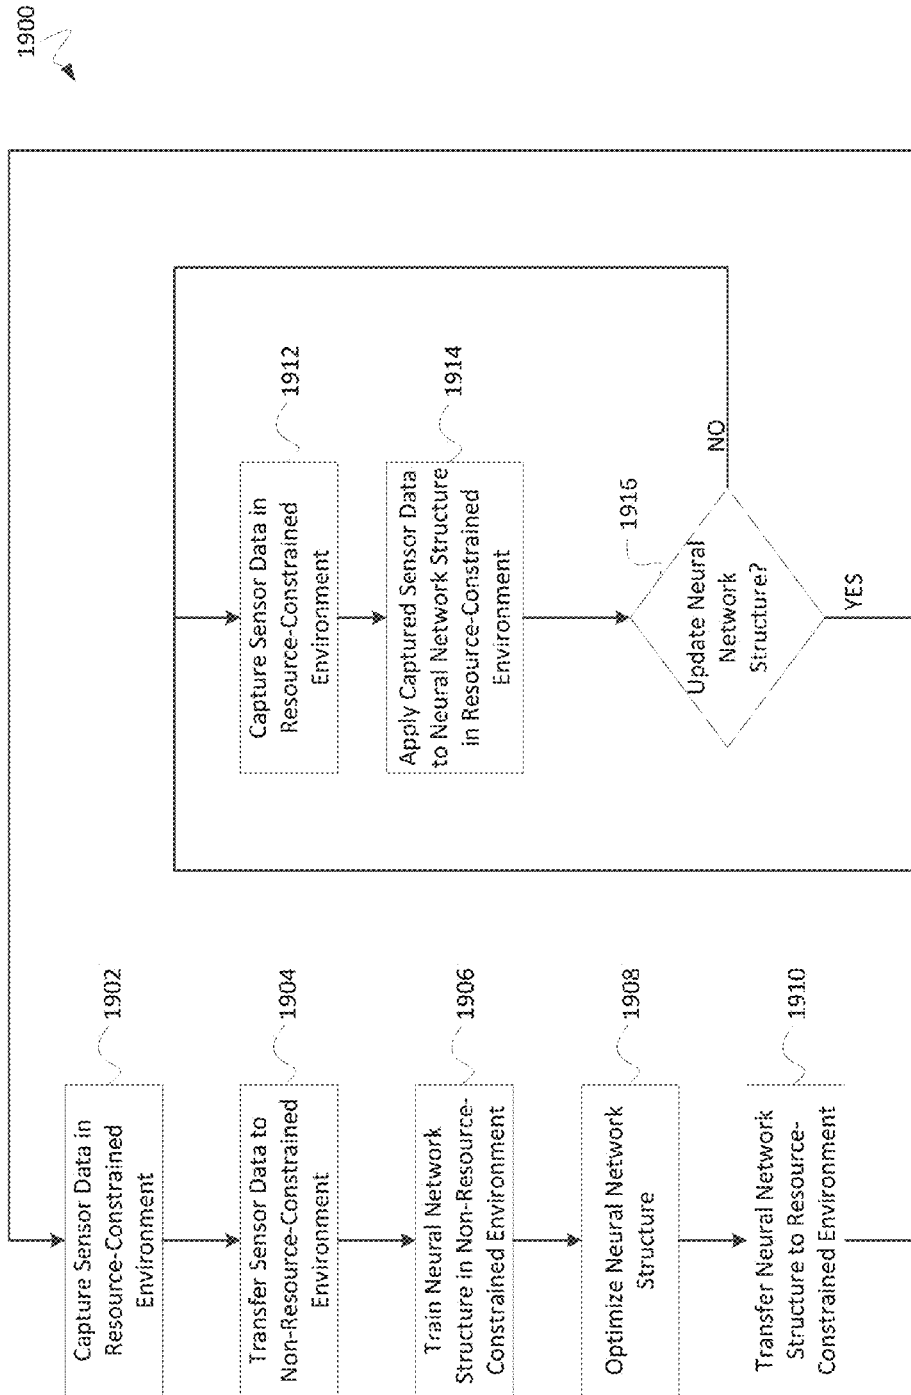 1900
Capture Sensor Data in
Resource-Constrained
Environment
1902
Transfer Sensor Data to
Non-Resource-Constrained
Environment
1904
Train Neural Network
Structure in Non-Resource-
Constrained Environment
1906
Optimize Neural Network
Structure
1908
Transfer Neural Network
Structure to Resource-
Constrained Environment
1910
Capture Sensor Data in
Resource-Constrained
Environment
1912
Apply Captured Sensor Data
to Neural Network Structure
in Resource-Constrained
Environment
1914
Update Neural
Network
Structure?
1916
NO
YES